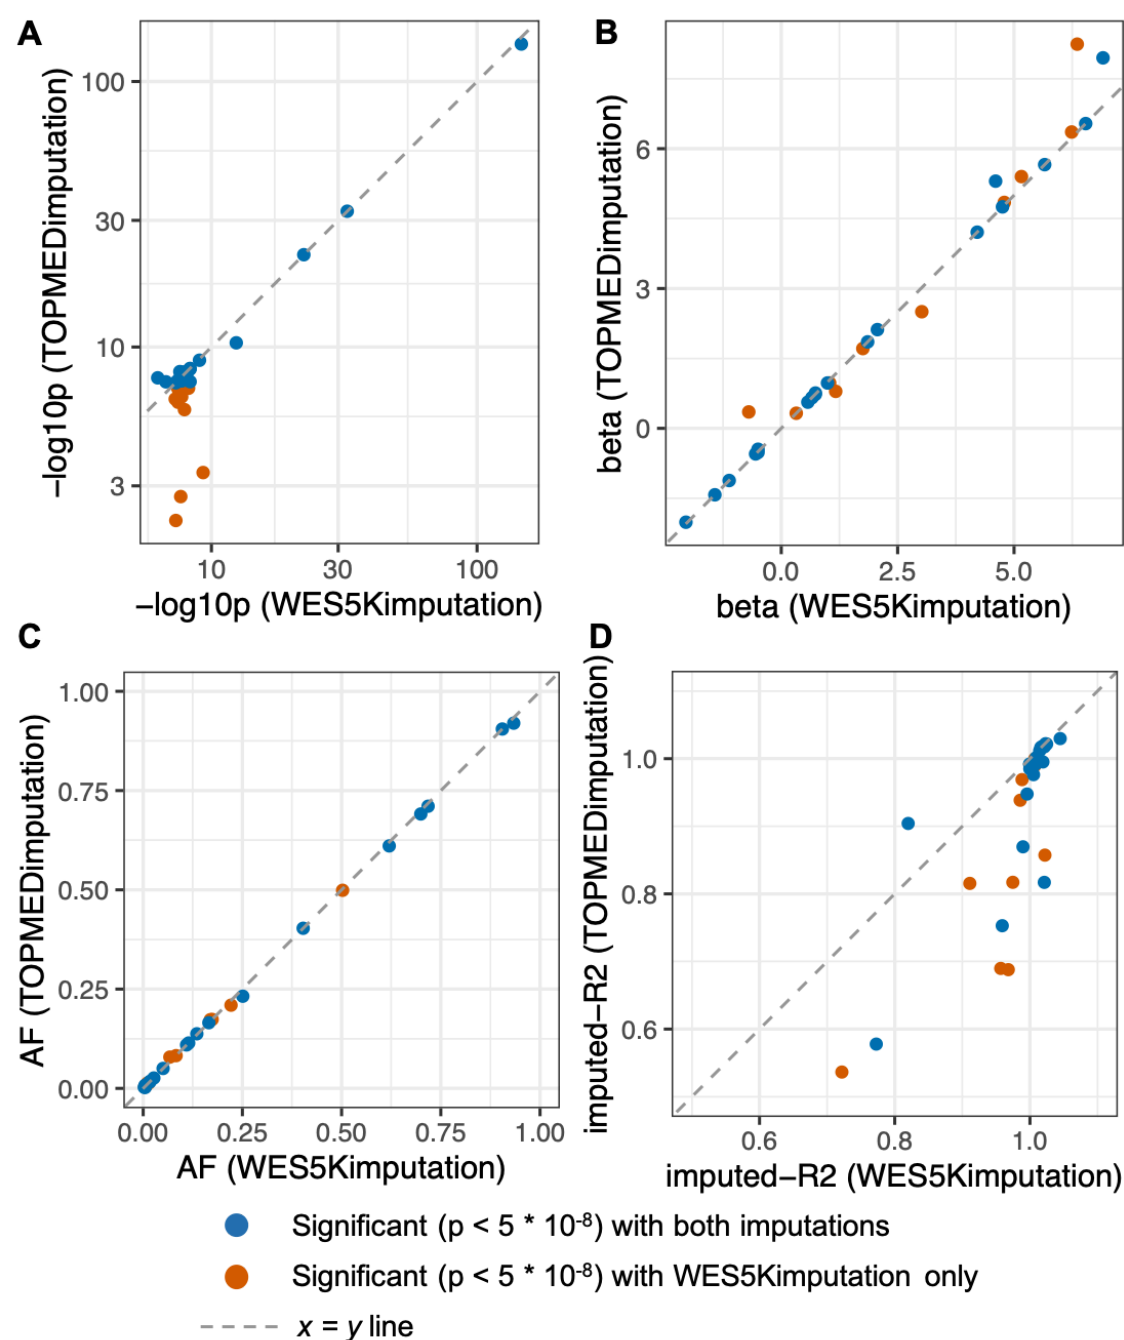 A
−log10p (TOPMEDimputation)
100
30
10
3
10 30 100
−log10p (WES5Kimputation)
B
beta (TOPMEDimputation)
6
3
0
0.0 2.5 5.0
beta (WES5Kimputation)
C
AF (TOPMEDimputation)
1.00
0.75
0.50
0.25
0.00
0.00 0.25 0.50 0.75 1.00
AF (WES5Kimputation)
D
imputed−R2 (TOPMEDImputation)
1.0
0.8
0.6
0.6 0.8 1.0
imputed−R2 (WES5Kimputation)
Significant (p < 5 * 10⁻⁸) with both imputations
Significant (p < 5 * 10⁻⁸) with WES5Kimputation only
x = y line